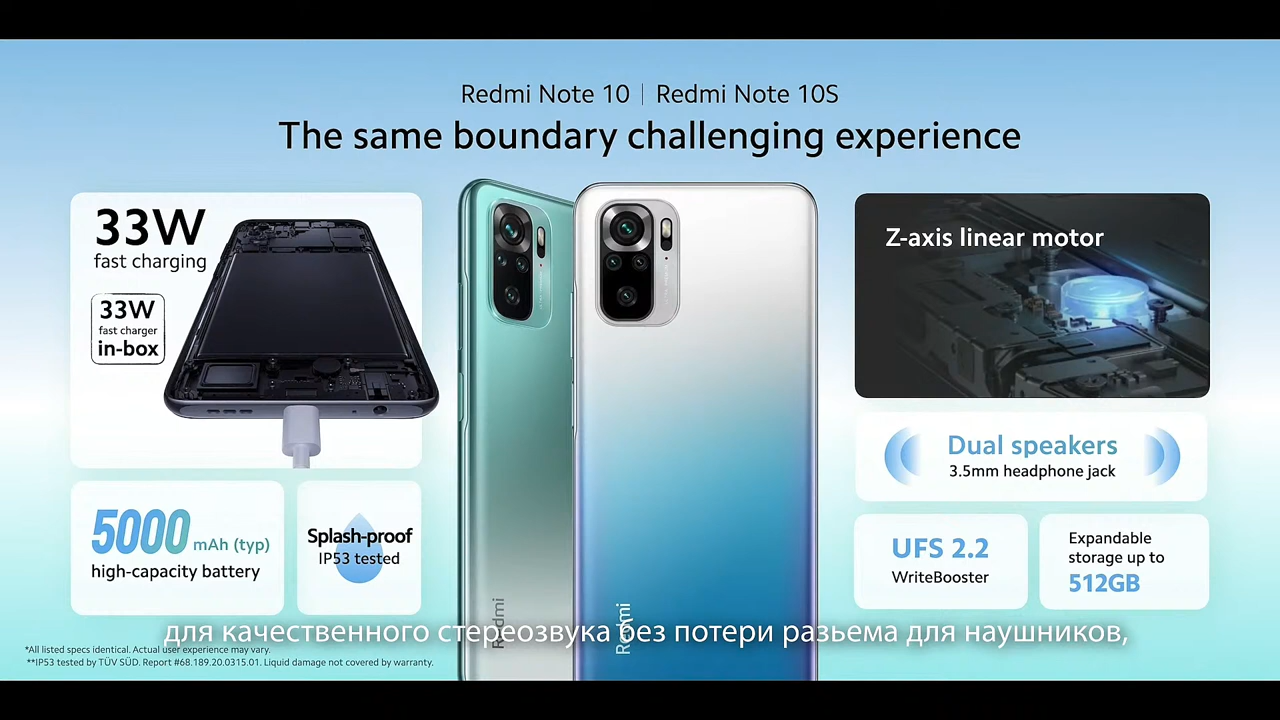 Redmi Note 10 | Redmi Note 10S
The same boundary challenging experience
33W
fast charging
33W
fast charger
in-box
5000 mAh (typ)
high-capacity battery
Splash-proof
IP53 tested
Redmi
Redmi
Z-axis linear motor
Dual speakers
3.5mm headphone jack
UFS 2.2
WriteBooster
Expandable
storage up to
512GB
для качественного стереозвука без потери разьема для наушников,
*All listed specs identical. Actual user experience may vary.
**IP53 tested by TÜV SÜD. Report #68.189.20.0315.01. Liquid damage not covered by warranty.